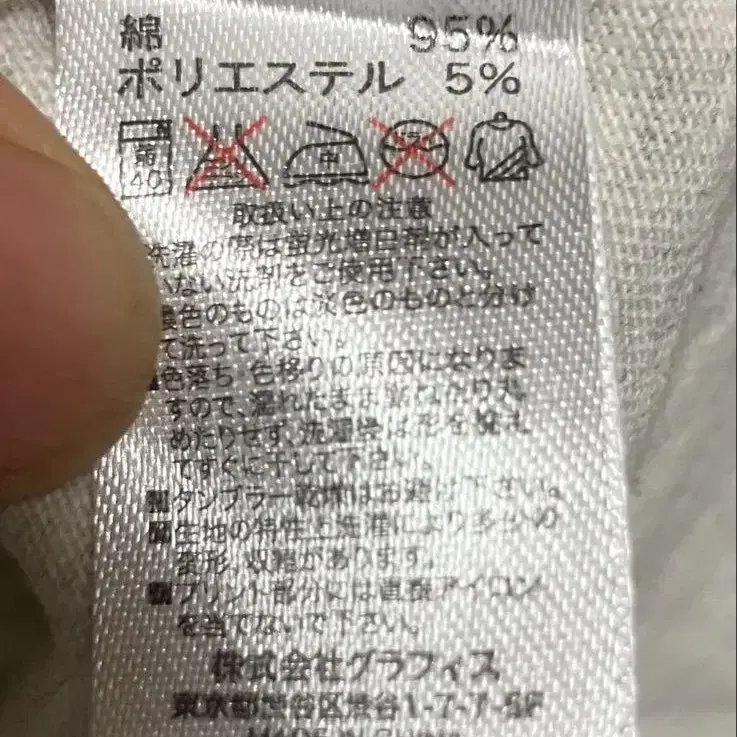 綿 95%
ポリエステル 5%
弱 40 中 ドライ
取扱い上の注意
洗濯の際は蛍光増白剤が入って
いない洗剤をご使用下さい。
濃色のものは淡色のものと分け
て洗って下さい。
色落ち 色移りの原因になりま
すので、濡れたまま
めたりせず、洗濯後は形を整え
てすぐに干して下さい。
タンブラー乾燥はお避け下さい。
生地の特性上洗濯により多少の
変形、収縮があります。
プリント部分には直接アイロン
を当てないで下さい。
株式会社グラフィス
東京都渋谷区渋谷1-7-7-5F